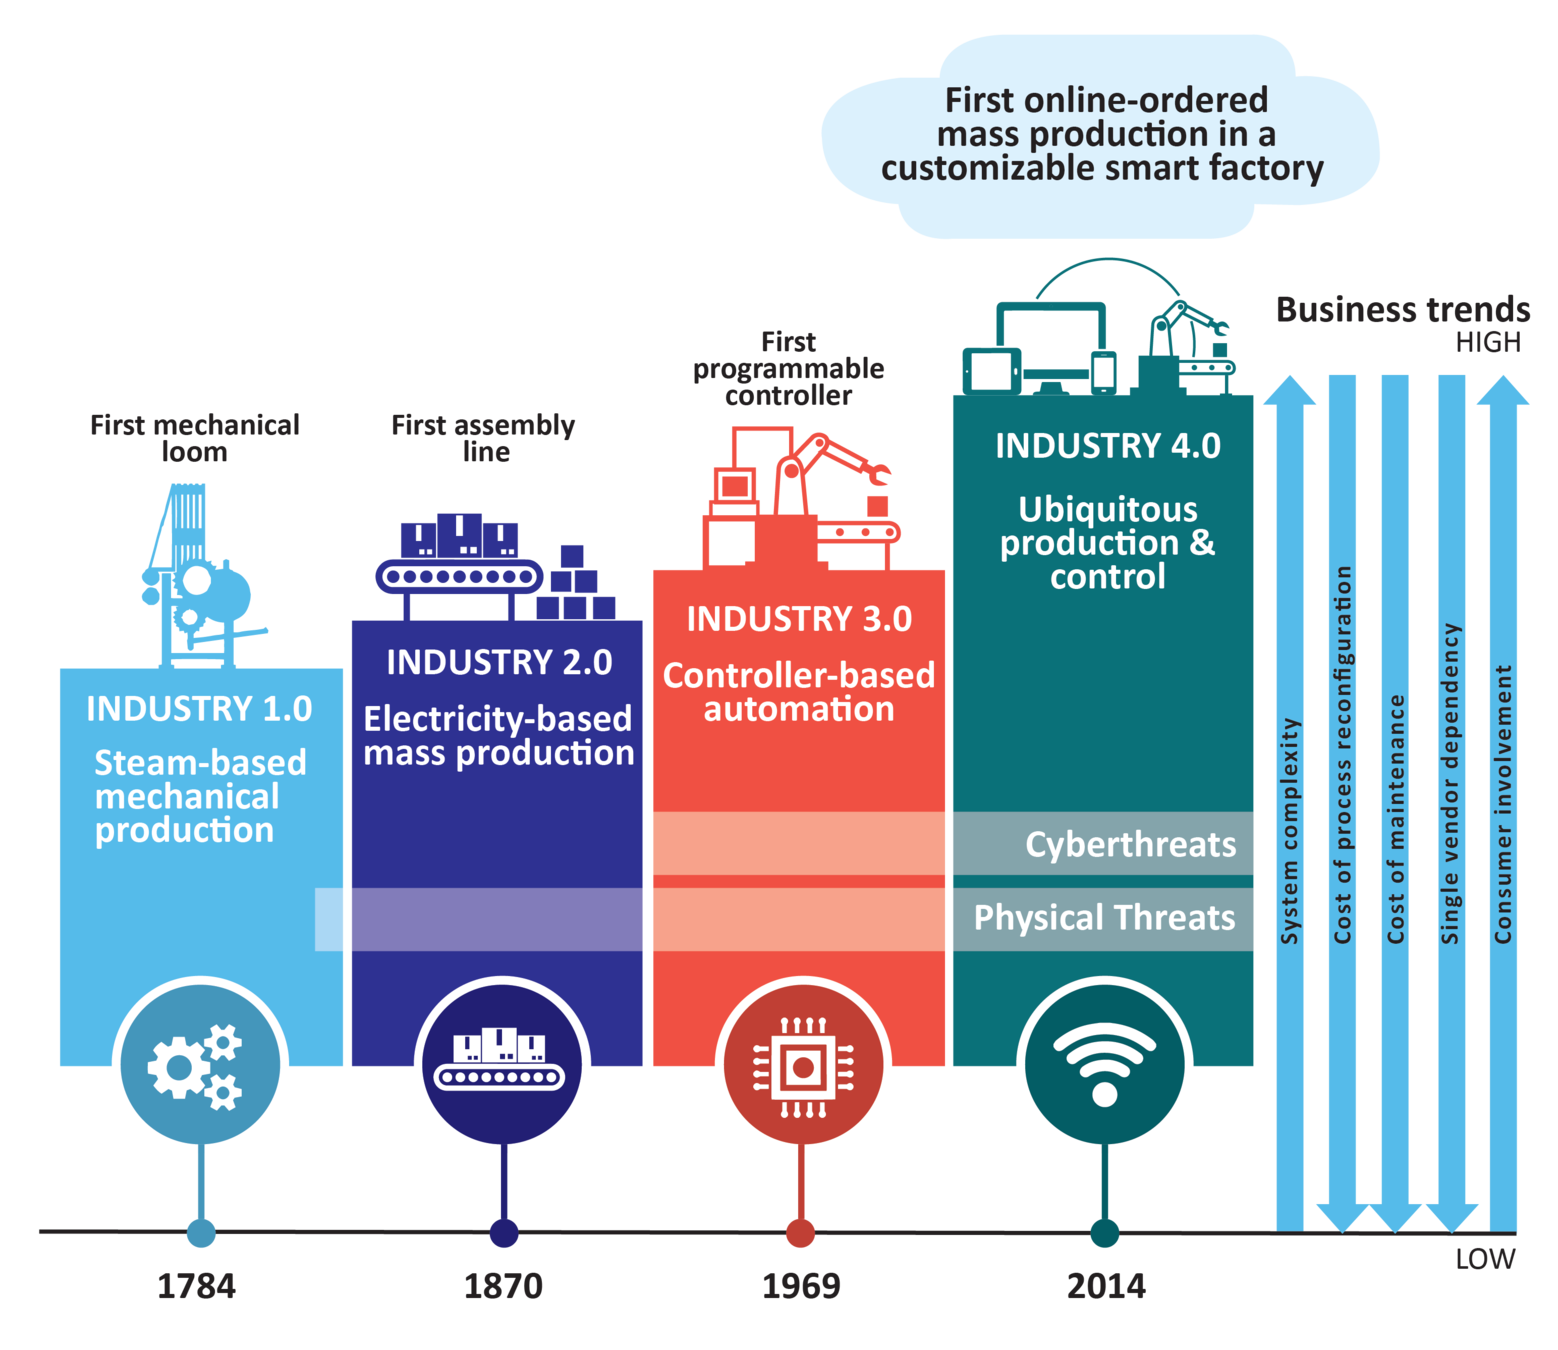 First online-ordered
mass production in a
customizable smart factory
Business trends
HIGH
First
programmable
controller
First mechanical
loom
First assembly
line
INDUSTRY 1.0
Steam-based
mechanical
production
INDUSTRY 2.0
Electricity-based
mass production
INDUSTRY 3.0
Controller-based
automation
INDUSTRY 4.0
Ubiquitous
production &
control
Cyberthreats
Physical Threats
System complexity
Cost of process reconfiguration
Cost of maintenance
Single vendor dependency
Consumer involvement
LOW
1784
1870
1969
2014